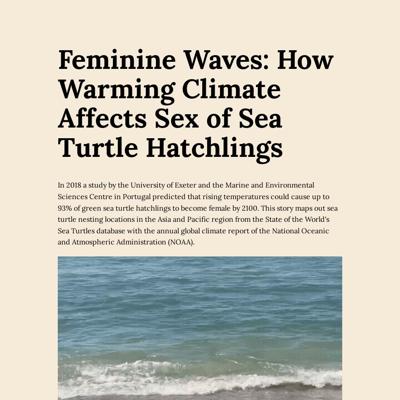 Feminine Waves: How
Warming Climate
Affects Sex of Sea
Turtle Hatchlings
In 2018 a study by the University of Exeter and the Marine and Environmental
Sciences Centre in Portugal predicted that rising temperatures could cause up to
93% of green sea turtle hatchlings to become female by 2100. This story maps out sea
turtle nesting locations in the Asia and Pacific region from the State of the World's
Sea Turtles database with the annual global climate report of the National Oceanic
and Atmospheric Administration (NOAA).